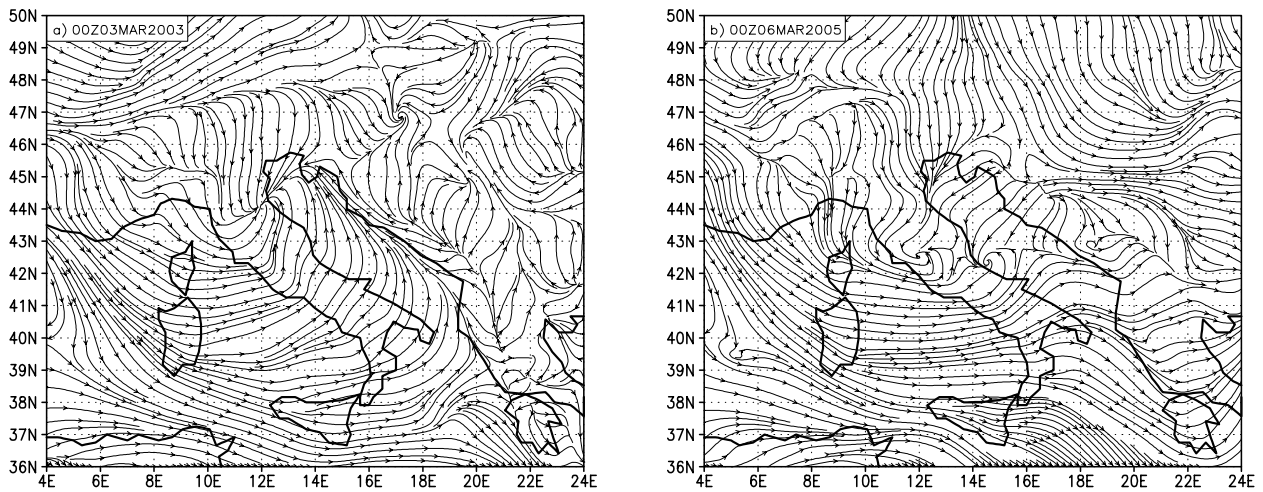 a) 00Z03MAR2003
50N
49N
48N
47N
46N
45N
44N
43N
42N
41N
40N
39N
38N
37N
36N
4E 6E 8E 10E 12E 14E 16E 18E 20E 22E 24E
b) 00Z06MAR2005
50N
49N
48N
47N
46N
45N
44N
43N
42N
41N
40N
39N
38N
37N
36N
4E 6E 8E 10E 12E 14E 16E 18E 20E 22E 24E